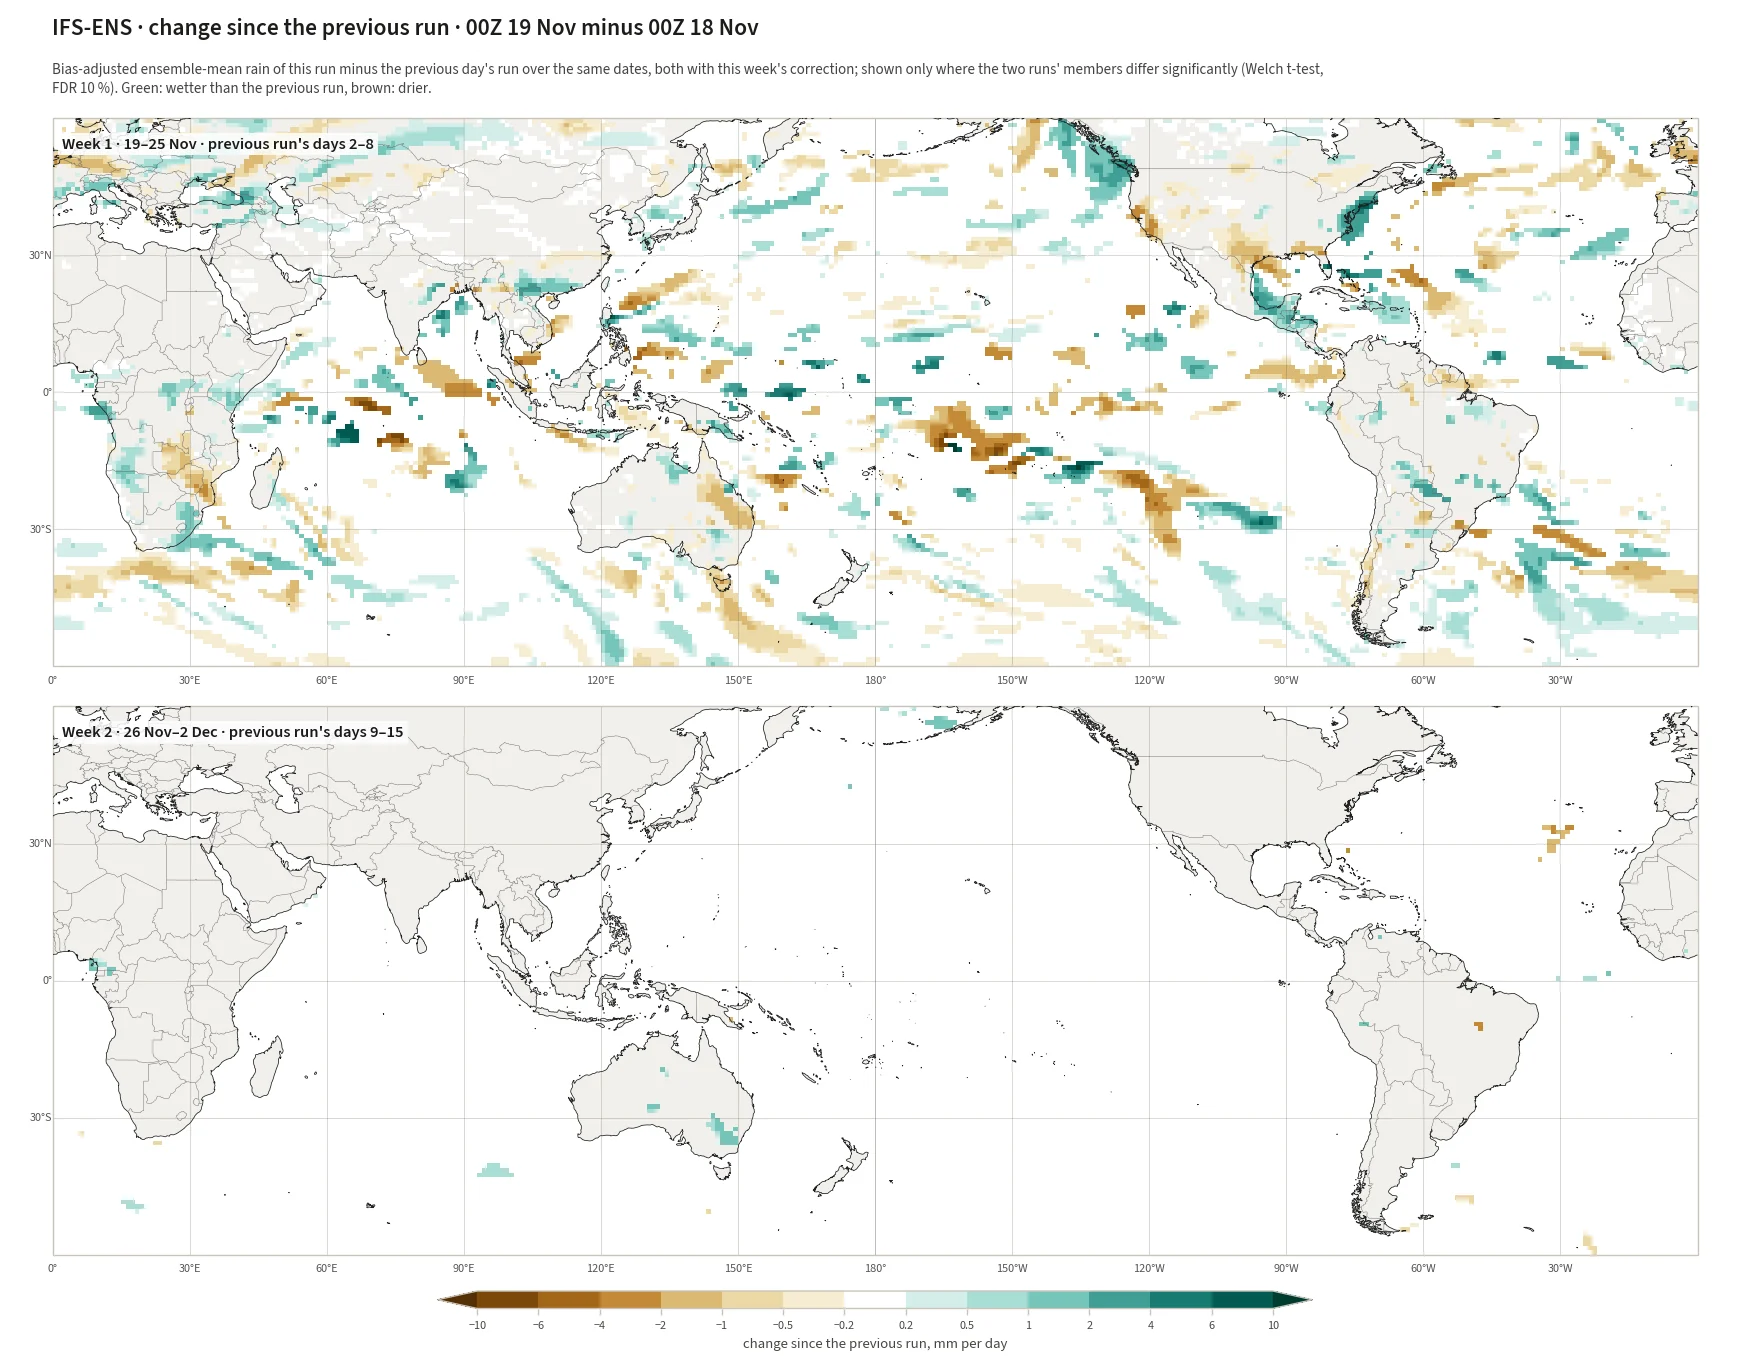 IFS-ENS · change since the previous run · 00Z 19 Nov minus 00Z 18 Nov
Bias-adjusted ensemble-mean rain of this run minus the previous day's run over the same dates, both with this week's correction; shown only where the two runs' members differ significantly (Welch t-test,
FDR 10 %). Green: wetter than the previous run, brown: drier.
Week 1 · 19–25 Nov · previous run's days 2–8
30°N
0°
30°S
0° 30°E 60°E 90°E 120°E 150°E 180° 150°W 120°W 90°W 60°W 30°W
Week 2 · 26 Nov–2 Dec · previous run's days 9–15
30°N
0°
30°S
0° 30°E 60°E 90°E 120°E 150°E 180° 150°W 120°W 90°W 60°W 30°W
−10 −6 −4 −2 −1 −0.5 −0.2 0.2 0.5 1 2 4 6 10
change since the previous run, mm per day